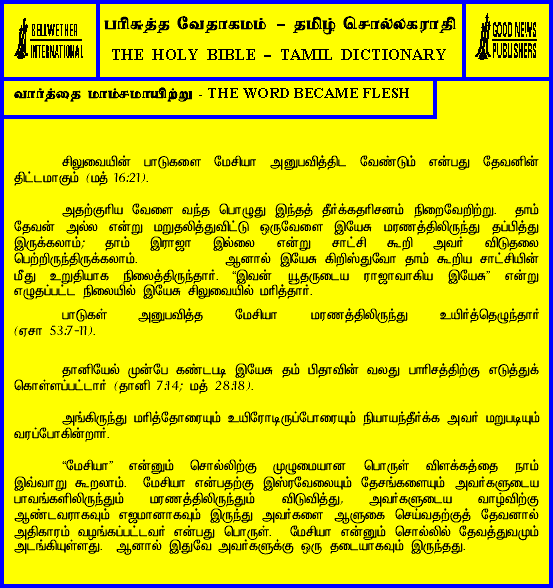 BELLWETHER
INTERNATIONAL
பரிசுத்த வேதாகமம் – தமிழ் சொல்லகராதி
THE HOLY BIBLE – TAMIL DICTIONARY
GOOD NEWS
PUBLISHERS
வார்த்தை மாம்சமாயிற்று - THE WORD BECAME FLESH
சிலுவையின் பாடுகளை மேசியா அனுபவித்திட வேண்டும் என்பது தேவனின்
திட்டமாகும் (மத் 16:21).
அதற்குரிய வேளை வந்த பொழுது இந்தத் தீர்க்கதரிசனம் நிறைவேறிற்று. தாம்
தேவன் அல்ல என்று மறுதலித்துவிட்டு ஒருவேளை இயேசு மரணத்திலிருந்து தப்பித்து
இருக்கலாம்; தாம் இராஜா இல்லை என்று சாட்சி கூறி அவர் விடுதலை
பெற்றிருந்திருக்கலாம். ஆனால் இயேசு கிறிஸ்துவோ தாம் கூறிய சாட்சியின்
மீது உறுதியாக நிலைத்திருந்தார். “இவன் யூதருடைய ராஜாவாகிய இயேசு” என்று
எழுதப்பட்ட நிலையில் இயேசு சிலுவையில் மரித்தார்.
பாடுகள் அனுபவித்த மேசியா மரணத்திலிருந்து உயிர்த்தெழுந்தார்
(ஏசா 53:7-11).
தானியேல் முன்பே கண்டபடி இயேசு தம் பிதாவின் வலது பாரிசத்திற்கு எடுத்துக்
கொள்ளப்பட்டார் (தானி 7:14; மத் 28:18).
அங்கிருந்து மரித்தோரையும் உயிரோடிருப்போரையும் நியாயந்தீர்க்க அவர் மறுபடியும்
வரப்போகின்றார்.
“மேசியா” என்னும் சொல்லிற்கு முழுமையான பொருள் விளக்கத்தை நாம்
இவ்வாறு கூறலாம். மேசியா என்பதற்கு இஸ்ரவேலையும் தேசங்களையும் அவர்களுடைய
பாவங்களிலிருந்தும் மரணத்திலிருந்தும் விடுவித்து, அவர்களுடைய வாழ்விற்கு
ஆண்டவராகவும் எஜமானாகவும் இருந்து அவர்களை ஆளுகை செய்வதற்குத் தேவனால்
அதிகாரம் வழங்கப்பட்டவர் என்பது பொருள். மேசியா என்னும் சொல்லில் தேவத்துவமும்
அடங்கியுள்ளது. ஆனால் இதுவே அவர்களுக்கு ஒரு தடையாகவும் இருந்தது.